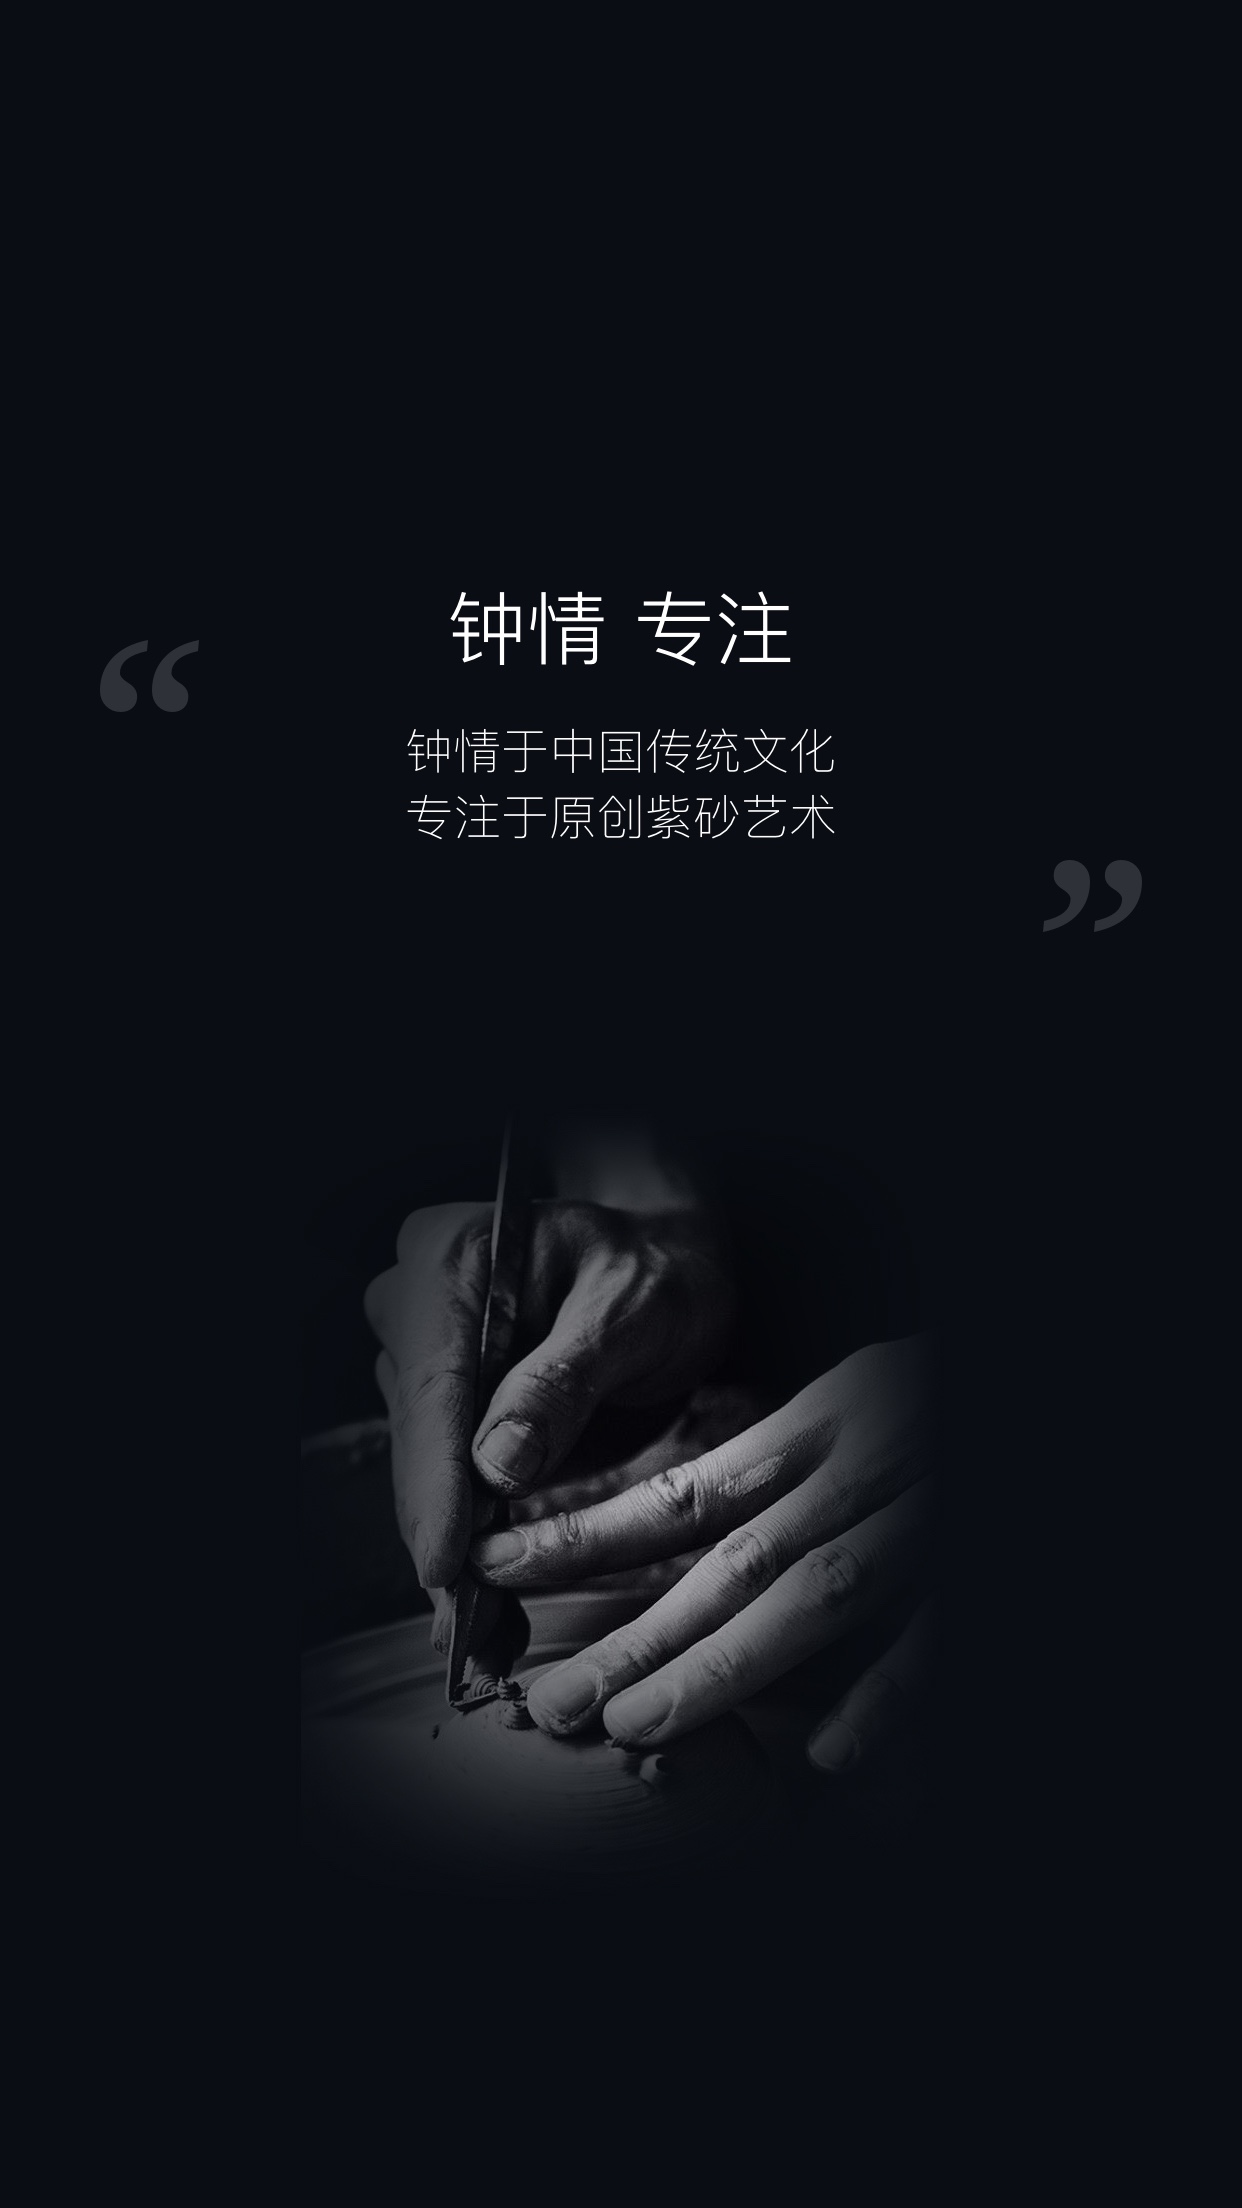 钟情 专注
“
钟情于中国传统文化
专注于原创紫砂艺术
”